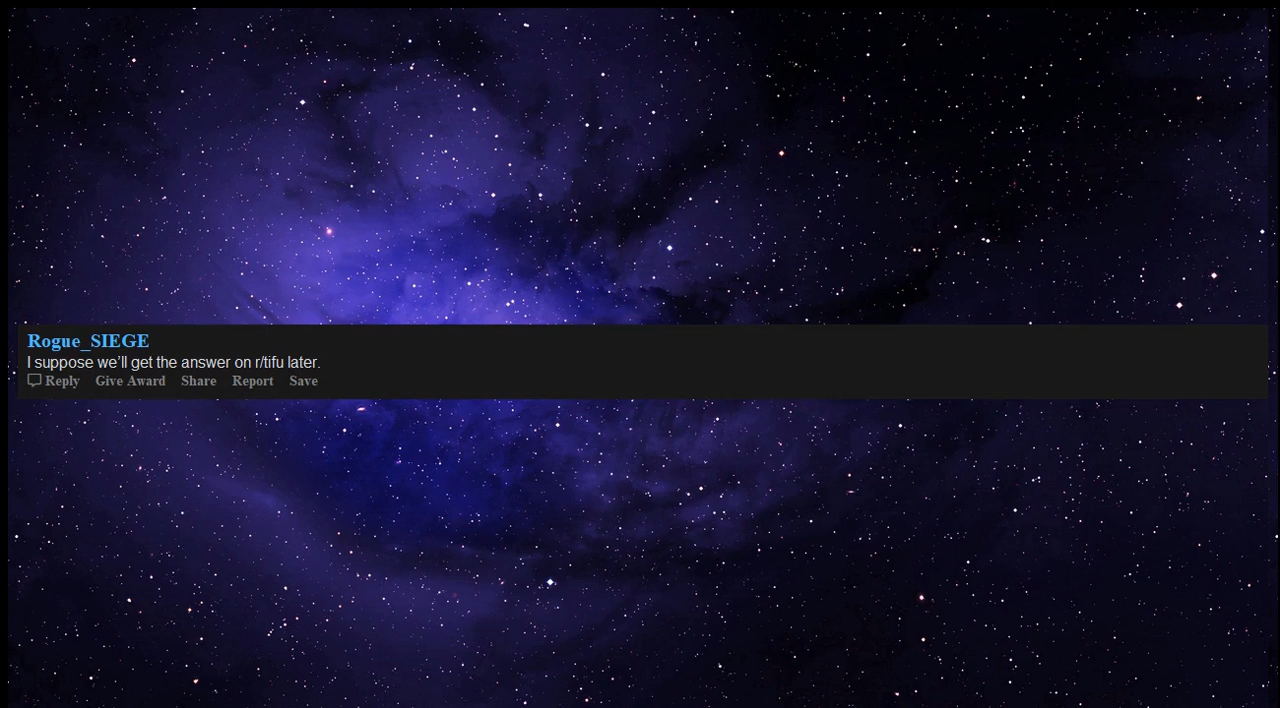 Rogue_SIEGE
I suppose we’ll get the answer on r/tifu later.
Reply Give Award Share Report Save